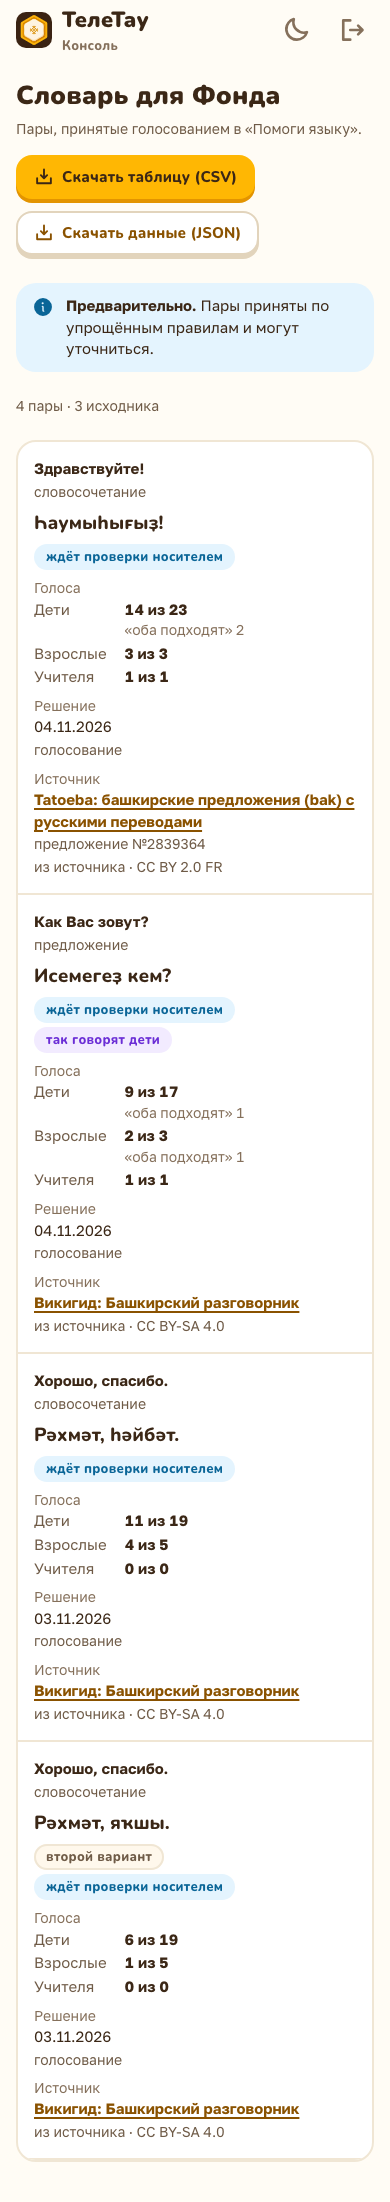 ТелеТау
Консоль
Словарь для Фонда
Пары, принятые голосованием в «Помоги языку».
Скачать таблицу (CSV)
Скачать данные (JSON)
Предварительно. Пары приняты по
упрощённым правилам и могут
уточниться.
4 пары · 3 исходника
Здравствуйте!
словосочетание
Һаумыһығыҙ!
ждёт проверки носителем
Голоса
Дети 14 из 23
«оба подходят» 2
Взрослые 3 из 3
Учителя 1 из 1
Решение
04.11.2026
голосование
Источник
Tatoeba: башкирские предложения (bak) с
русскими переводами
предложение №2839364
из источника · CC BY 2.0 FR
Как Вас зовут?
предложение
Исемегеҙ кем?
ждёт проверки носителем
так говорят дети
Голоса
Дети 9 из 17
«оба подходят» 1
Взрослые 2 из 3
«оба подходят» 1
Учителя 1 из 1
Решение
04.11.2026
голосование
Источник
Викигид: Башкирский разговорник
из источника · CC BY-SA 4.0
Хорошо, спасибо.
словосочетание
Рәхмәт, һәйбәт.
ждёт проверки носителем
Голоса
Дети 11 из 19
Взрослые 4 из 5
Учителя 0 из 0
Решение
03.11.2026
голосование
Источник
Викигид: Башкирский разговорник
из источника · CC BY-SA 4.0
Хорошо, спасибо.
словосочетание
Рәхмәт, яҡшы.
второй вариант
ждёт проверки носителем
Голоса
Дети 6 из 19
Взрослые 1 из 5
Учителя 0 из 0
Решение
03.11.2026
голосование
Источник
Викигид: Башкирский разговорник
из источника · CC BY-SA 4.0